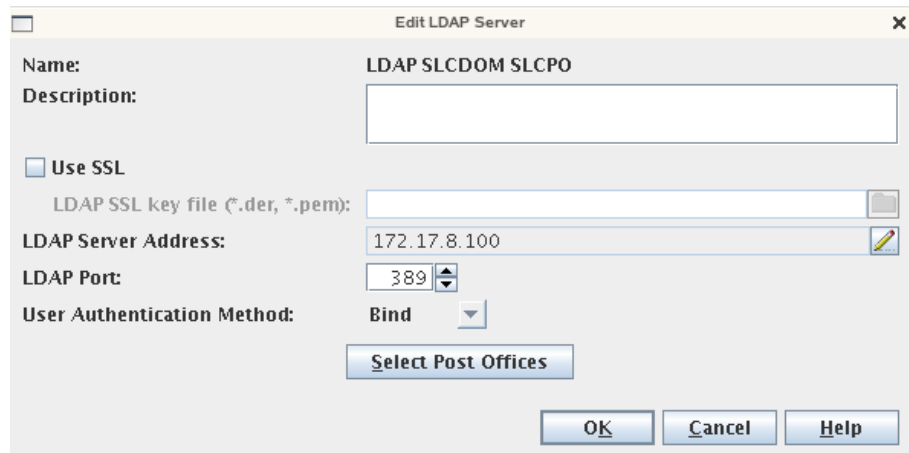 Edit LDAP Server
Name: LDAP SLCDOM SLCPO
Description:
Use SSL
LDAP SSL key file (*.der, *.pem):
LDAP Server Address: 172.17.8.100
LDAP Port: 389
User Authentication Method: Bind
Select Post Offices
OK Cancel Help